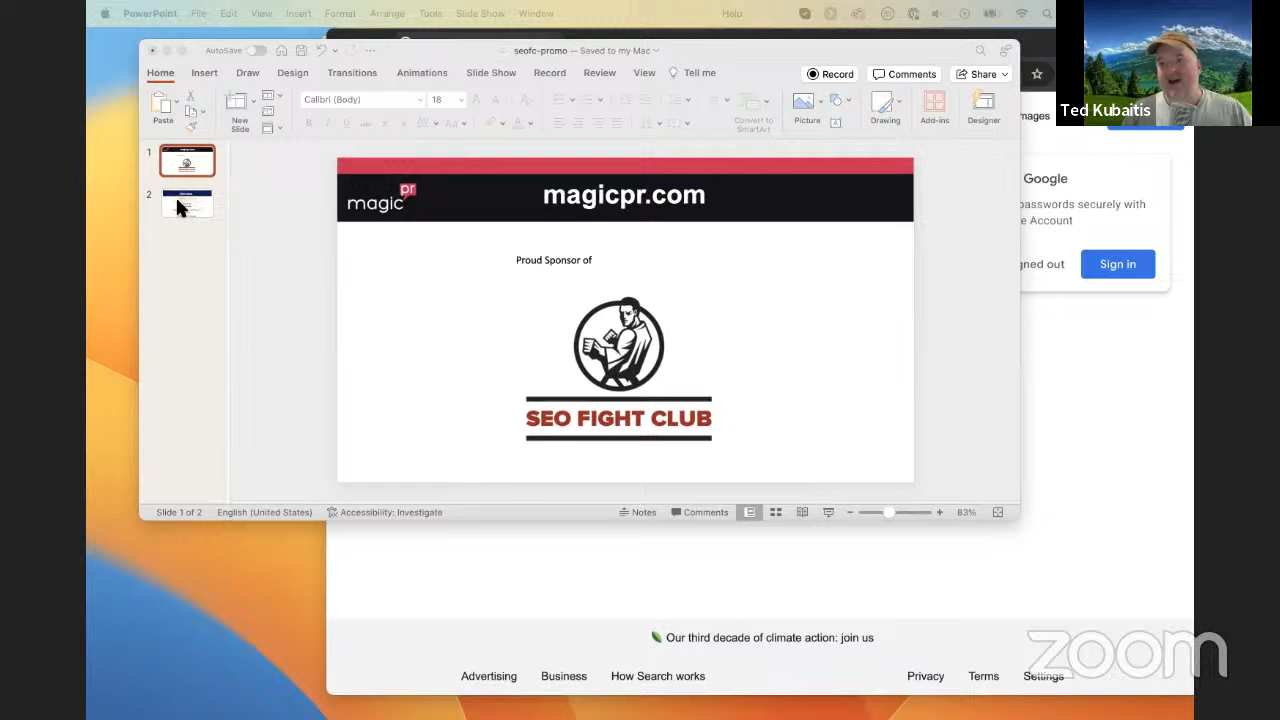 PowerPoint File Edit View Insert Format Arrange Tools Slide Show Window Help
AutoSave seofc-promo — Saved to my Mac
Home Insert Draw Design Transitions Animations Slide Show Record Review View Tell me Record Comments Share
Paste New Slide Calibri (Body) 18 Convert to SmartArt Picture Drawing Add-ins Designer
Ted Kubaitis
mages
1
2
magic pr magicpr.com
Proud Sponsor of
SEO FIGHT CLUB
Google
passwords securely with
e Account
gned out Sign in
Slide 1 of 2 English (United States) Accessibility: Investigate Notes Comments 83%
Our third decade of climate action: join us
Advertising Business How Search works Privacy Terms Settings
zoom